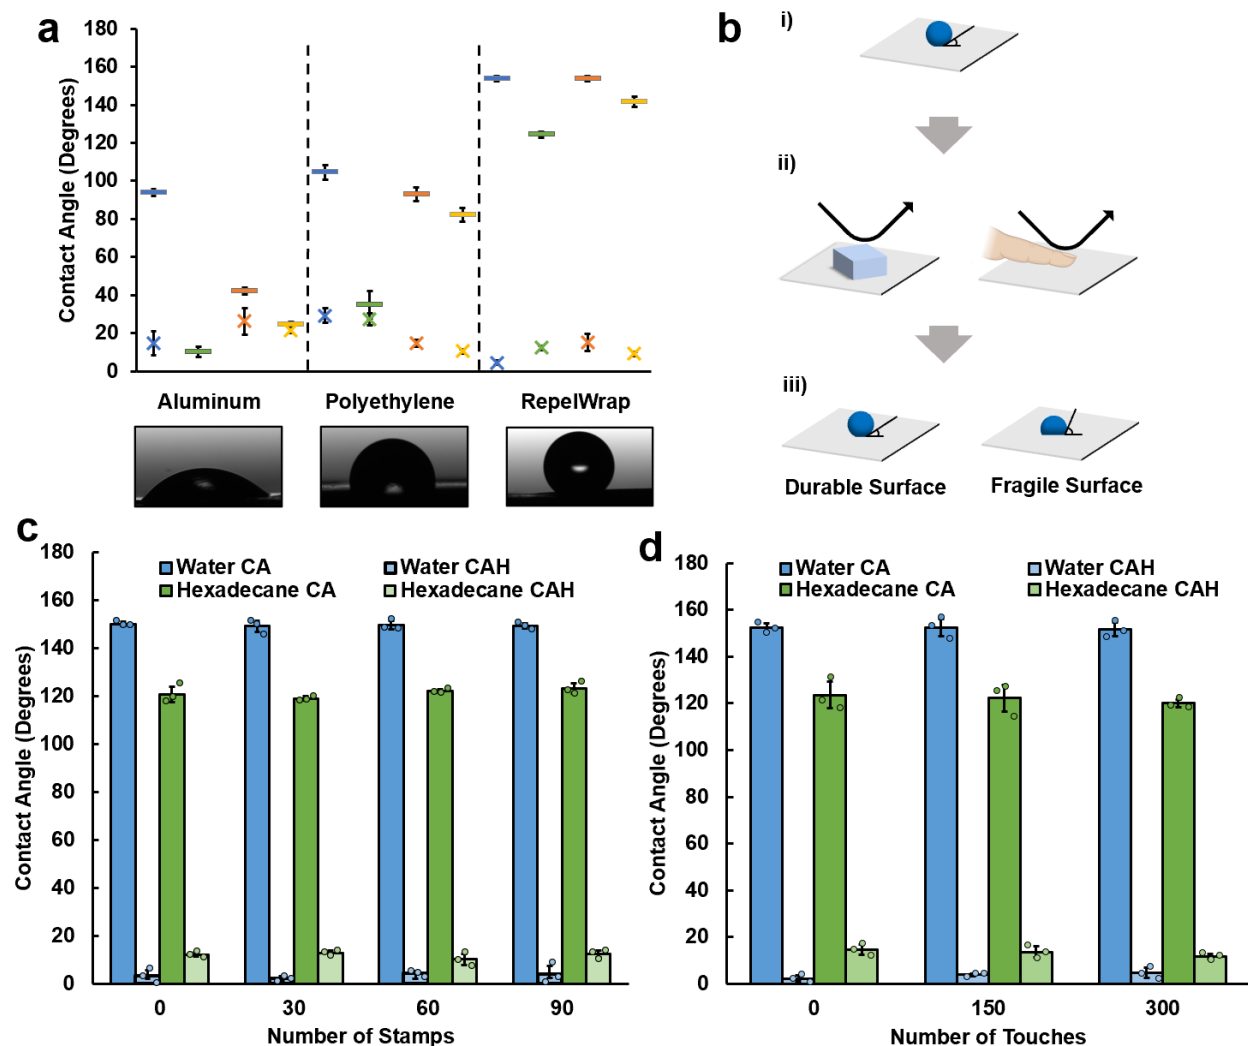 a
180
160
140
120
100
80
60
40
20
0
Contact Angle (Degrees)
Aluminum
Polyethylene
RepelWrap
b
i)
ii)
iii)
Durable Surface
Fragile Surface
c
180
160
140
120
100
80
60
40
20
0
Contact Angle (Degrees)
Water CA
Water CAH
Hexadecane CA
Hexadecane CAH
0
30
60
90
Number of Stamps
d
180
160
140
120
100
80
60
40
20
0
Contact Angle (Degrees)
Water CA
Water CAH
Hexadecane CA
Hexadecane CAH
0
150
300
Number of Touches